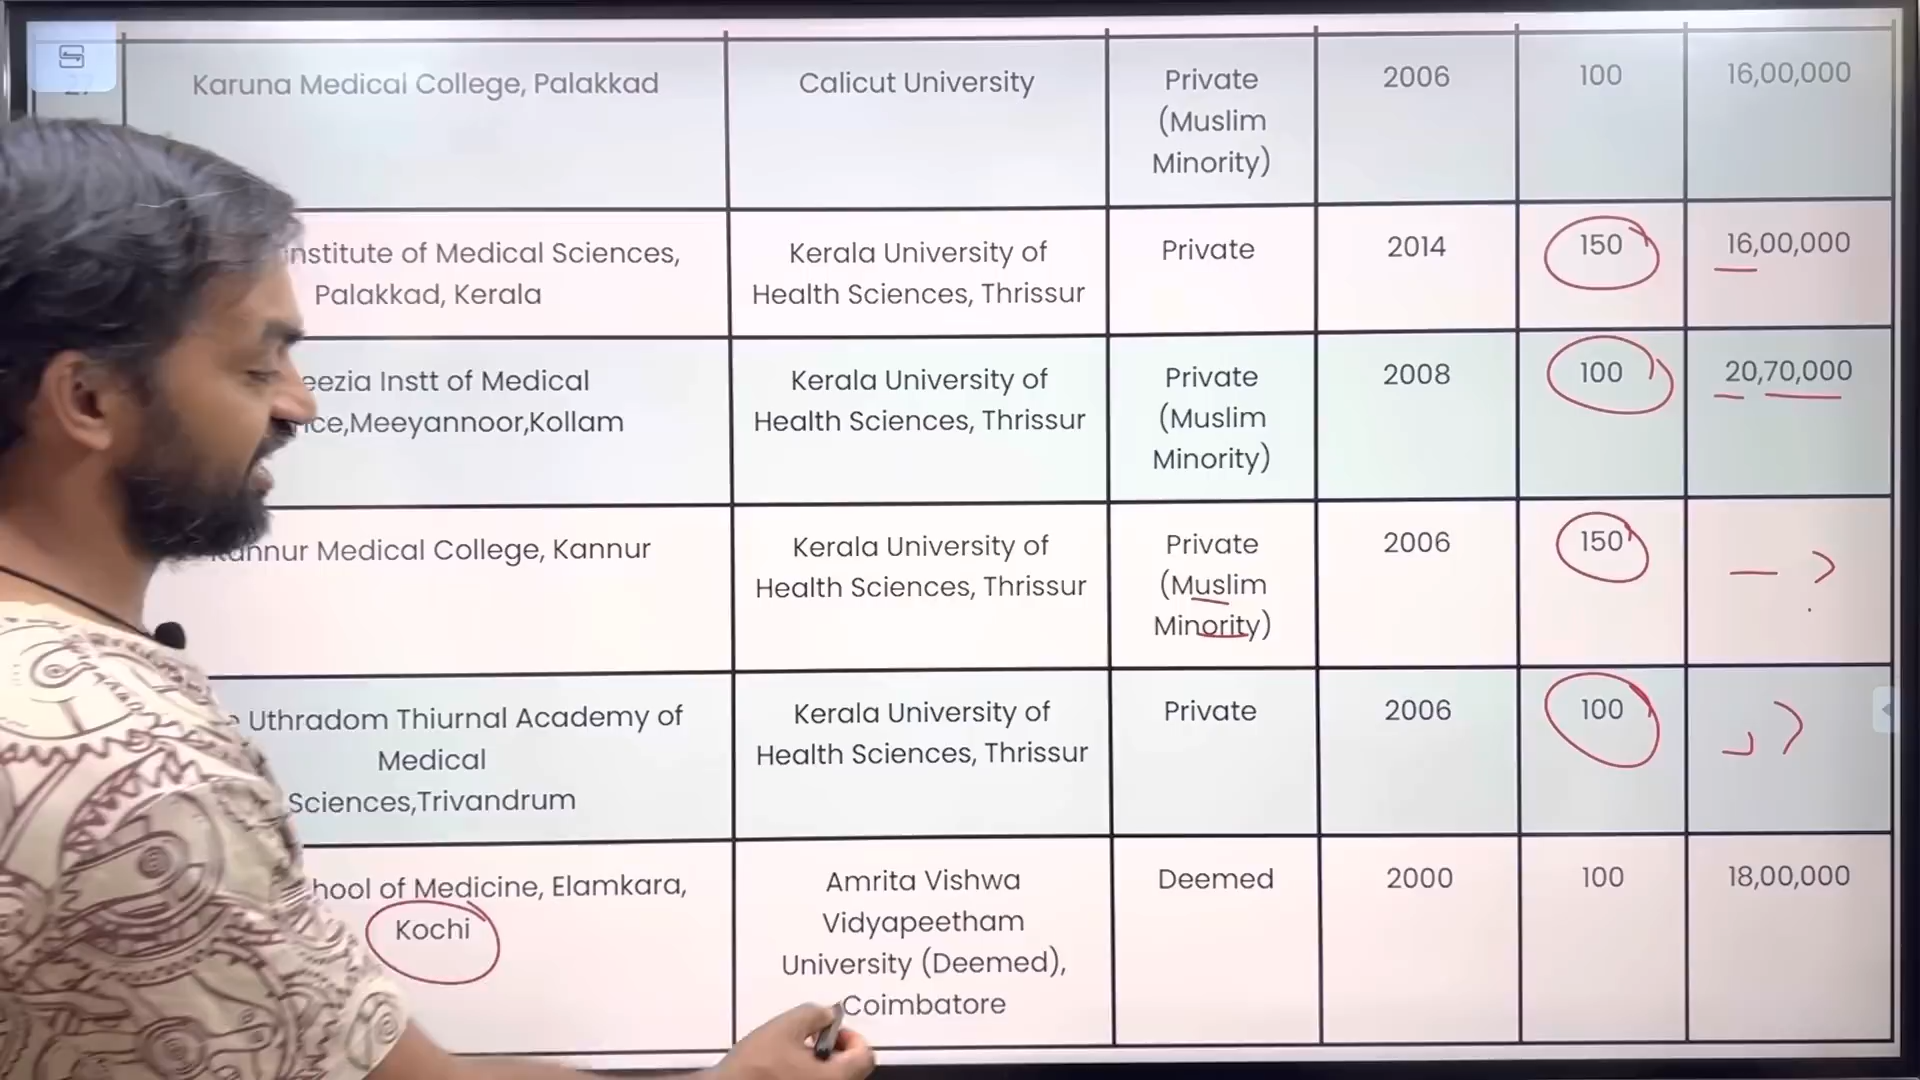 27 Karuna Medical College, Palakkad Calicut University Private 2006 100 16,00,000
(Muslim
Minority)
Institute of Medical Sciences, Kerala University of Private 2014 150 16,00,000
Palakkad, Kerala Health Sciences, Thrissur
Instt of Medical Kerala University of Private 2008 100 20,70,000
Meeyannoor,Kollam Health Sciences, Thrissur (Muslim
Minority)
Kannur Medical College, Kannur Kerala University of Private 2006 150 — ?
Health Sciences, Thrissur (Muslim
Minority)
Uthradom Thiurnal Academy of Kerala University of Private 2006 100
Medical Health Sciences, Thrissur
Sciences,Trivandrum
of Medicine, Elamkara, Amrita Vishwa Deemed 2000 100 18,00,000
Kochi Vidyapeetham
University (Deemed),
Coimbatore